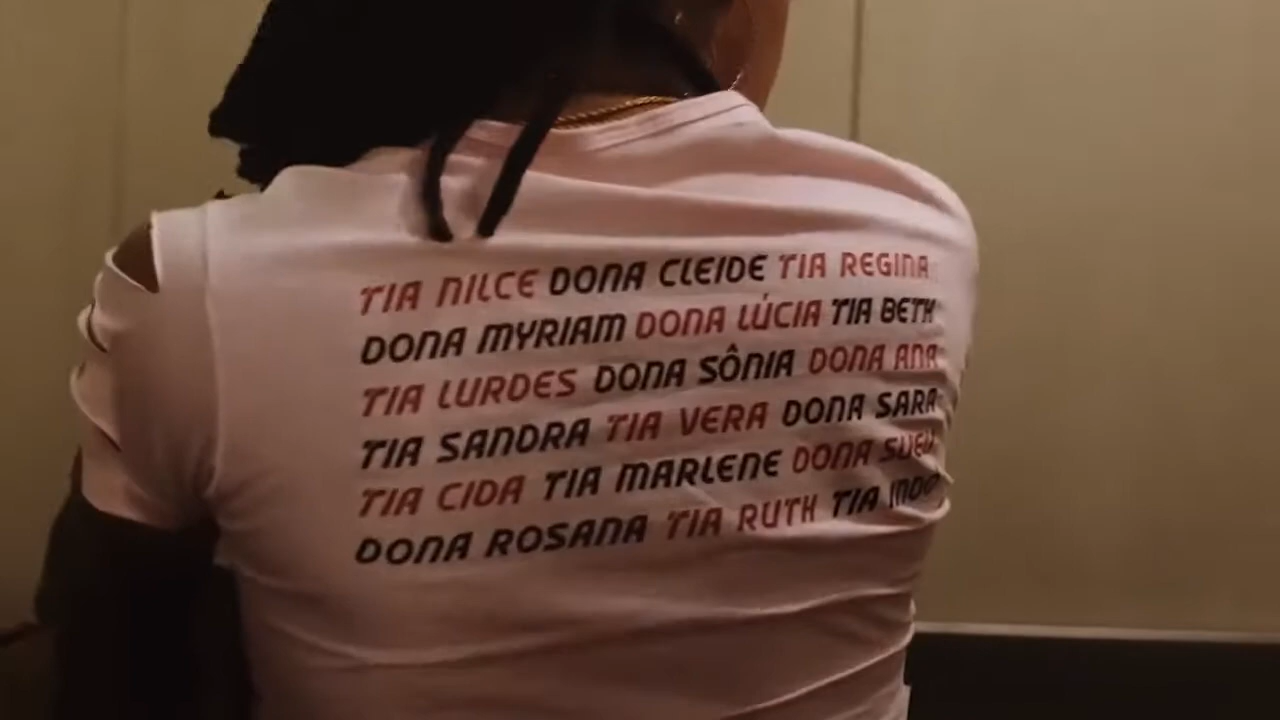 TIA NILCE DONA CLEIDE TIA REGINA
DONA MYRIAM DONA LÚCIA TIA BETH
TIA LURDES DONA SÔNIA DONA ANA
TIA SANDRA TIA VERA DONA SARA
TIA CIDA TIA MARLENE DONA SUELI
DONA ROSANA TIA RUTH TIA